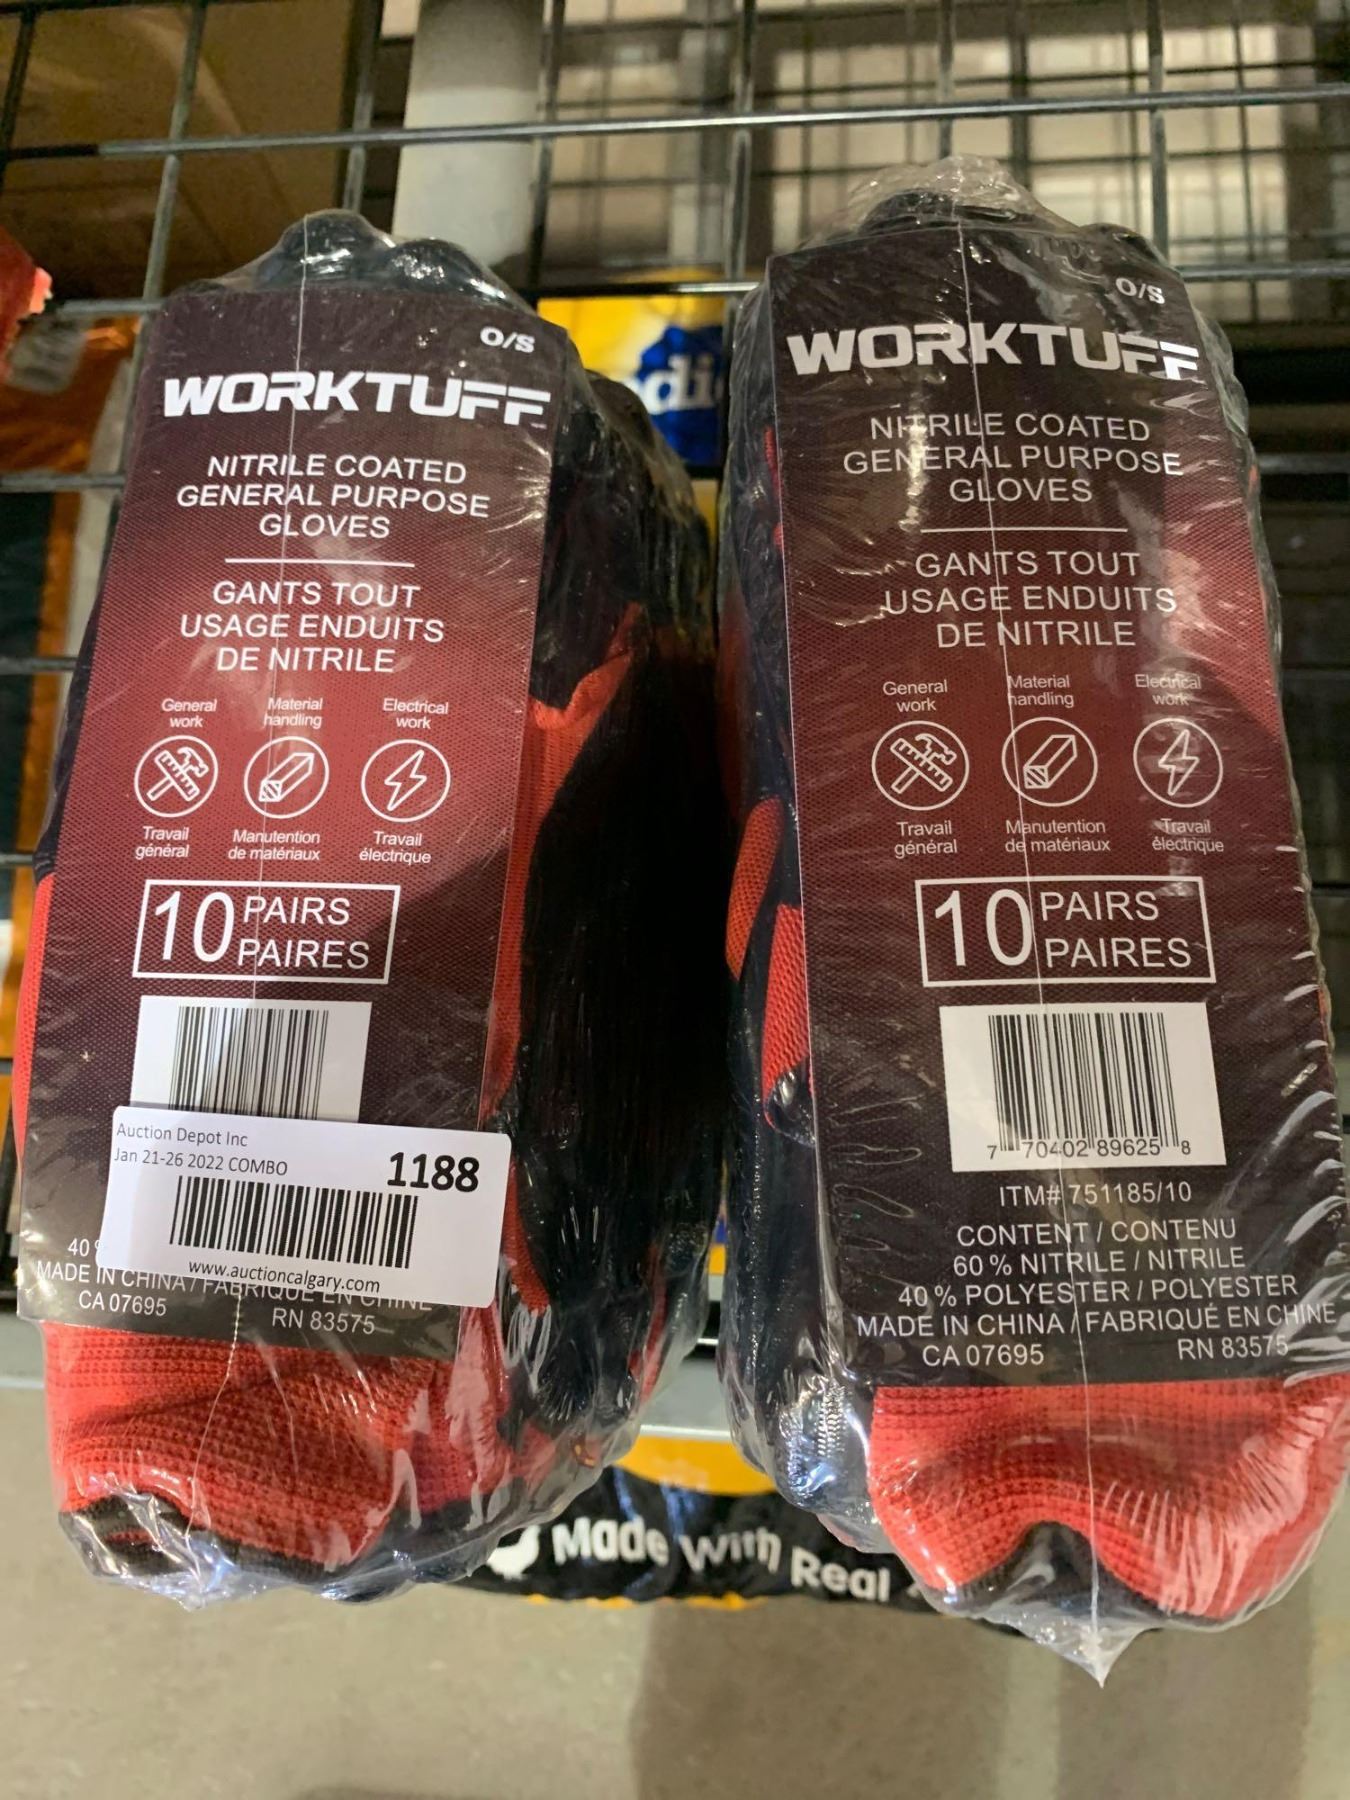 O/S
WORKTUFF
NITRILE COATED
GENERAL PURPOSE
GLOVES
GANTS TOUT
USAGE ENDUITS
DE NITRILE
General work
Material handling
Electrical work
Travail général
Manutention de matériaux
Travail électrique
10 PAIRS
PAIRES
Auction Depot Inc
Jan 21-26 2022 COMBO
1188
www.auctioncalgary.com
40
MADE IN CHINA / FABRIQUÉ EN CHINE
CA 07695 RN 83575
O/S
WORKTUFF
NITRILE COATED
GENERAL PURPOSE
GLOVES
GANTS TOUT
USAGE ENDUITS
DE NITRILE
General work
Material handling
Electrical work
Travail général
Manutention de matériaux
Travail électrique
10 PAIRS
PAIRES
7 70402 89625 8
ITM# 751185/10
CONTENT / CONTENU
60 % NITRILE / NITRILE
40 % POLYESTER / POLYESTER
MADE IN CHINA / FABRIQUÉ EN CHINE
CA 07695 RN 83575
edi
Made With Real